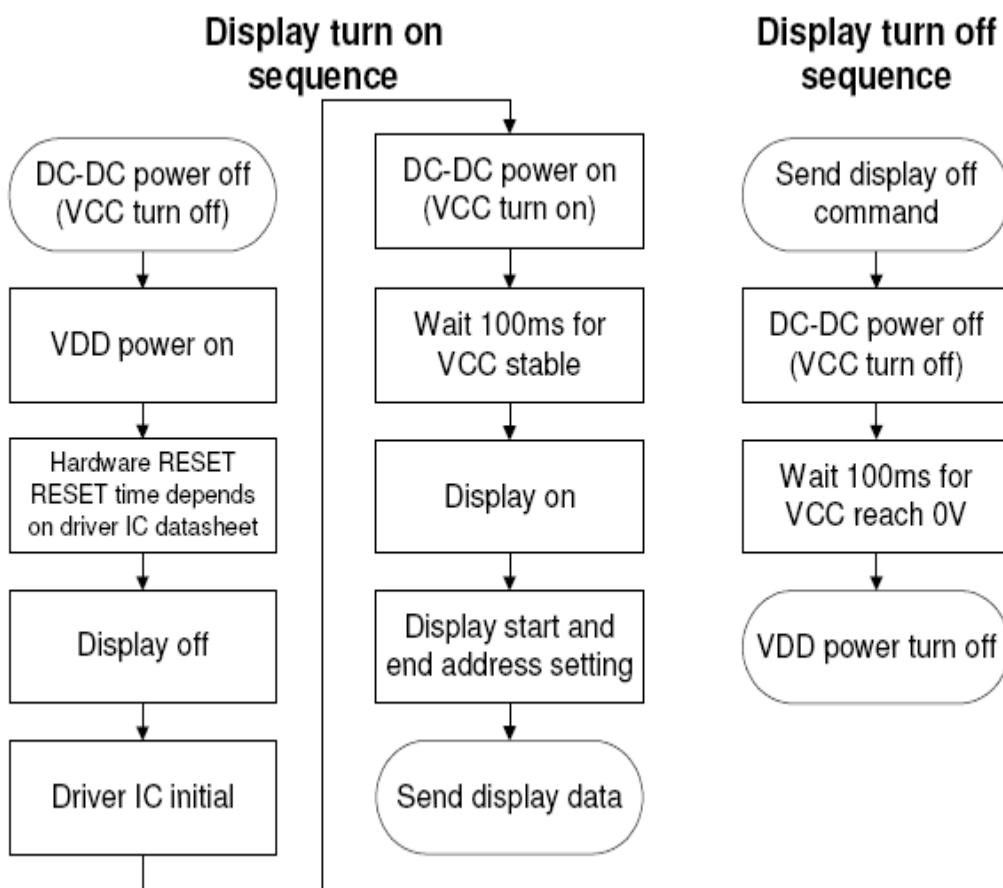 Display turn on
sequence
DC-DC power off
(VCC turn off)
VDD power on
Hardware RESET
RESET time depends
on driver IC datasheet
Display off
Driver IC initial
DC-DC power on
(VCC turn on)
Wait 100ms for
VCC stable
Display on
Display start and
end address setting
Send display data
Display turn off
sequence
Send display off
command
DC-DC power off
(VCC turn off)
Wait 100ms for
VCC reach 0V
VDD power turn off